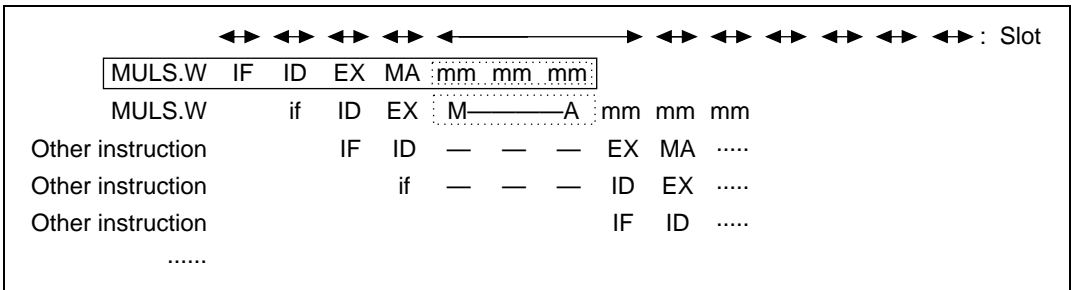 : Slot
MULS.W IF ID EX MA mm mm mm
MULS.W if ID EX M————A mm mm mm
Other instruction IF ID — — — EX MA ·····
Other instruction if — — — ID EX ·····
Other instruction IF ID ·····
......